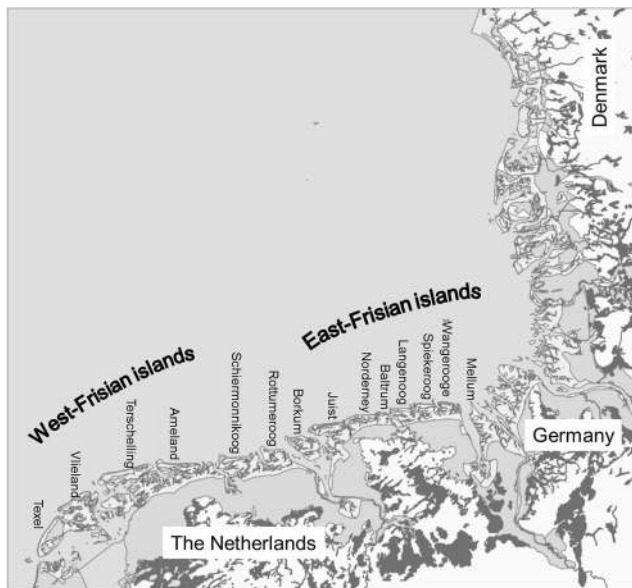 Denmark
East-Frisian islands
West-Frisian islands
Texel
Vlieland
Terschelling
Ameland
Schiermonnikoog
Rottumeroog
Borkum
Juist
Norderney
Baltrum
Langenoog
Spiekeroog
Wangerooge
Mellum
Germany
The Netherlands